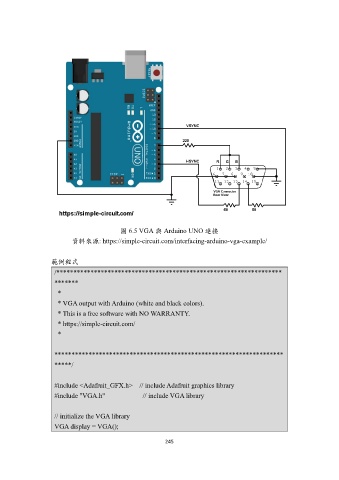 VSYNC
220
HSYNC
R G B
VGA Connector
68 68
UNO
https://simple-circuit.com/
圖 6.5 VGA 與 Arduino UNO 連接
資料來源: https://simple-circuit.com/interfacing-arduino-vga-example/
範例程式
/******************************************************************
*******
*
* VGA output with Arduino (white and black colors).
* This is a free software with NO WARRANTY.
* https://simple-circuit.com/
*
*******************************************************************
*****/
#include <Adafruit_GFX.h> // include Adafruit graphics library
#include "VGA.h" // include VGA library
// initialize the VGA library
VGA display = VGA();
245